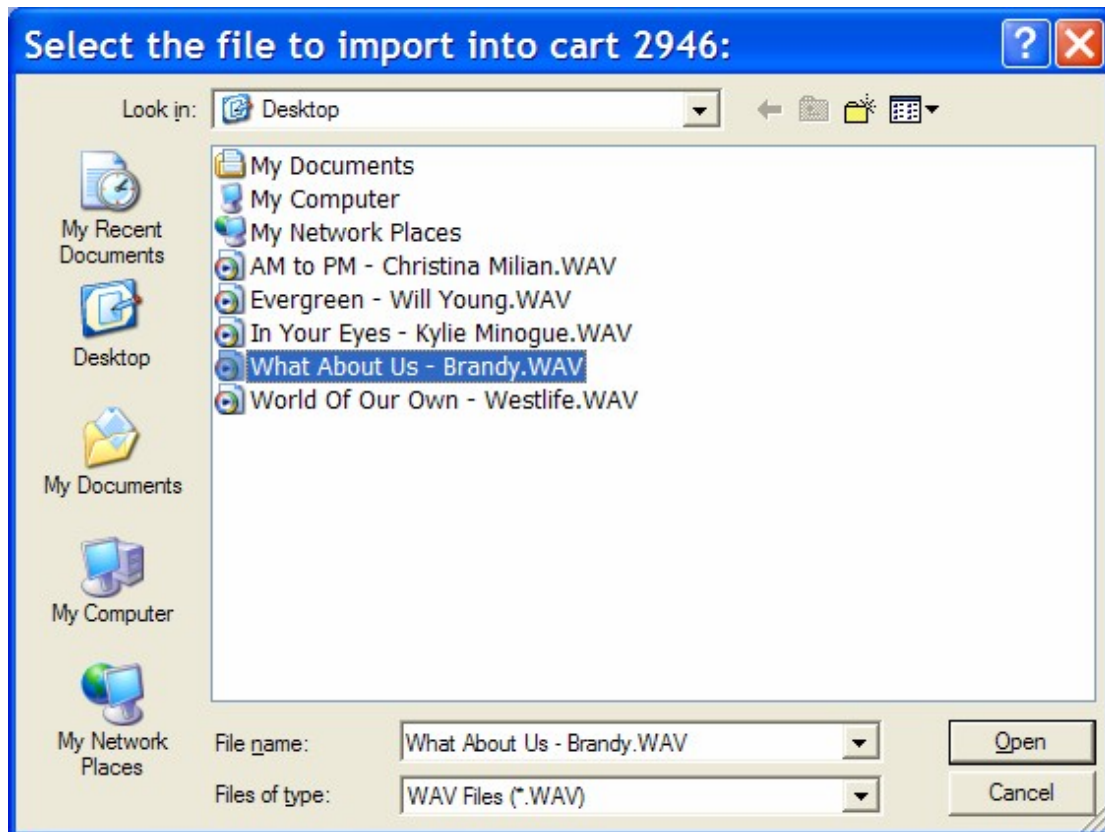 Select the file to import into cart 2946:
Look in:
Desktop
My Documents
My Computer
My Network Places
AM to PM - Christina Milian.WAV
Evergreen - Will Young.WAV
In Your Eyes - Kylie Minogue.WAV
What About Us - Brandy.WAV
World Of Our Own - Westlife.WAV
My Recent
Documents
Desktop
My Documents
My Computer
My Network
Places
File name:
What About Us - Brandy.WAV
Open
Files of type:
WAV Files (*.WAV)
Cancel